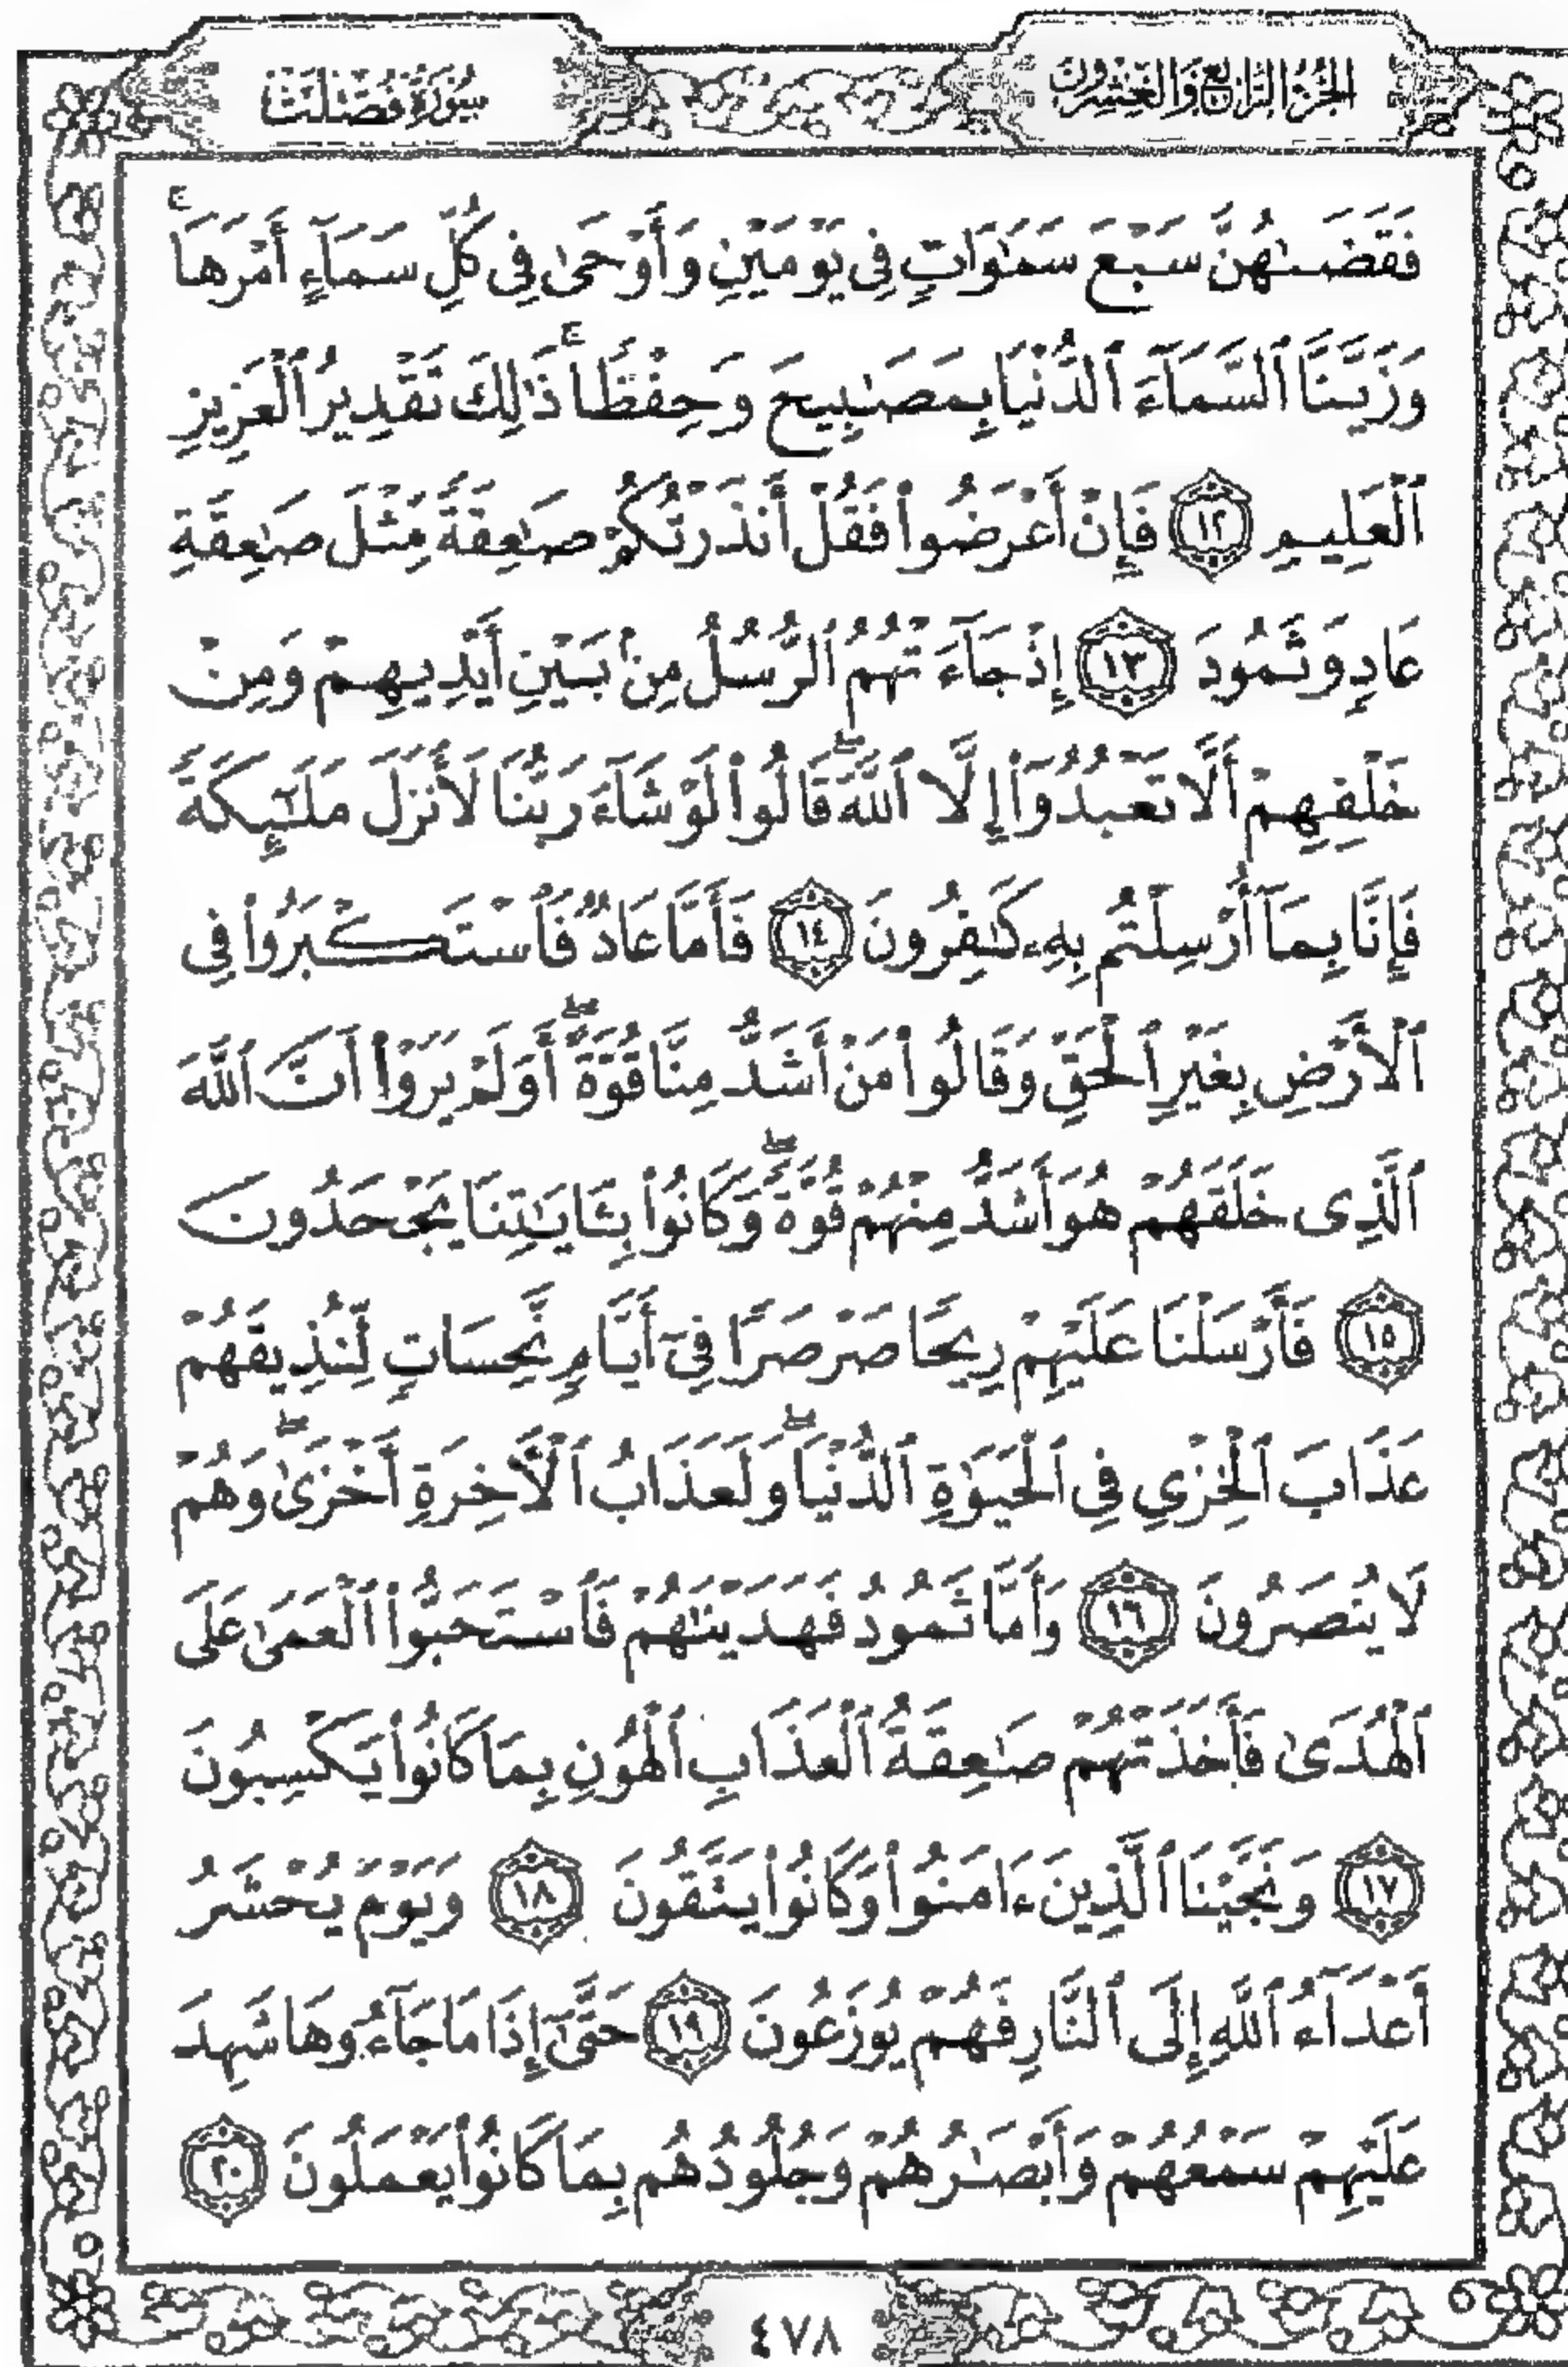 الجزء الرابع والعشرون
سورة فصلت
فَقَضَىٰهُنَّ سَبْعَ سَمَٰوَاتٍ فِي يَوْمَيْنِ وَأَوْحَىٰ فِي كُلِّ سَمَآءٍ أَمْرَهَا ۚ
وَزَيَّنَّا ٱلسَّمَآءَ ٱلدُّنْيَا بِمَصَٰبِيحَ وَحِفْظًا ۚ ذَٰلِكَ تَقْدِيرُ ٱلْعَزِيزِ
ٱلْعَلِيمِ ١٢ فَإِنْ أَعْرَضُوا۟ فَقُلْ أَنذَرْتُكُمْ صَٰعِقَةً مِّثْلَ صَٰعِقَةِ
عَادٍ وَثَمُودَ ١٣ إِذْ جَآءَتْهُمُ ٱلرُّسُلُ مِنۢ بَيْنِ أَيْدِيهِمْ وَمِنْ
خَلْفِهِمْ أَلَّا تَعْبُدُوٓا۟ إِلَّا ٱللَّهَ ۖ قَالُوا۟ لَوْ شَآءَ رَبُّنَا لَأَنزَلَ مَلَٰٓئِكَةً
فَإِنَّا بِمَآ أُرْسِلْتُم بِهِۦ كَٰفِرُونَ ١٤ فَأَمَّا عَادٌ فَٱسْتَكْبَرُوا۟ فِي
ٱلْأَرْضِ بِغَيْرِ ٱلْحَقِّ وَقَالُوا۟ مَنْ أَشَدُّ مِنَّا قُوَّةً ۖ أَوَلَمْ يَرَوْا۟ أَنَّ ٱللَّهَ
ٱلَّذِى خَلَقَهُمْ هُوَ أَشَدُّ مِنْهُمْ قُوَّةً ۖ وَكَانُوا۟ بِـَٔايَٰتِنَا يَجْحَدُونَ
١٥ فَأَرْسَلْنَا عَلَيْهِمْ رِيحًا صَرْصَرًا فِىٓ أَيَّامٍ نَّحِسَاتٍ لِّنُذِيقَهُمْ
عَذَابَ ٱلْخِزْيِ فِى ٱلْحَيَوٰةِ ٱلدُّنْيَا ۖ وَلَعَذَابُ ٱلْـَٔاخِرَةِ أَخْزَىٰ ۖ وَهُمْ
لَا يُنصَرُونَ ١٦ وَأَمَّا ثَمُودُ فَهَدَيْنَٰهُمْ فَٱسْتَحَبُّوا۟ ٱلْعَمَىٰ عَلَى
ٱلْهُدَىٰ فَأَخَذَتْهُمْ صَٰعِقَةُ ٱلْعَذَابِ ٱلْهُونِ بِمَا كَانُوا۟ يَكْسِبُونَ
١٧ وَنَجَّيْنَا ٱلَّذِينَ ءَامَنُوا۟ وَكَانُوا۟ يَتَّقُونَ ١٨ وَيَوْمَ يُحْشَرُ
أَعْدَآءُ ٱللَّهِ إِلَى ٱلنَّارِ فَهُمْ يُوزَعُونَ ١٩ حَتَّىٰٓ إِذَا مَا جَآءُوهَا شَهِدَ
عَلَيْهِمْ سَمْعُهُمْ وَأَبْصَٰرُهُمْ وَجُلُودُهُم بِمَا كَانُوا۟ يَعْمَلُونَ ٢٠
٤٧٨